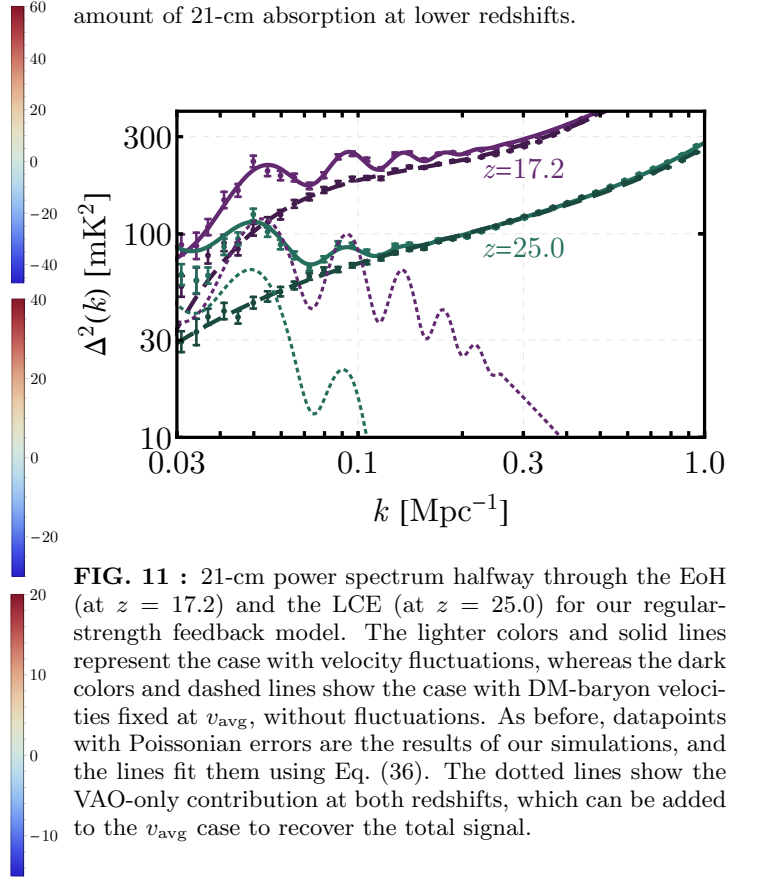 amount of 21-cm absorption at lower redshifts.
60
40
20
0
−20
−40
40
20
0
−20
20
10
0
−10
Δ²(k) [mK²]
300
100
30
10
z=17.2
z=25.0
0.03
0.1
0.3
1.0
k [Mpc⁻¹]
FIG. 11 : 21-cm power spectrum halfway through the EoH
(at z = 17.2) and the LCE (at z = 25.0) for our regular-
strength feedback model. The lighter colors and solid lines
represent the case with velocity fluctuations, whereas the dark
colors and dashed lines show the case with DM-baryon veloci-
ties fixed at v_avg, without fluctuations. As before, datapoints
with Poissonian errors are the results of our simulations, and
the lines fit them using Eq. (36). The dotted lines show the
VAO-only contribution at both redshifts, which can be added
to the v_avg case to recover the total signal.